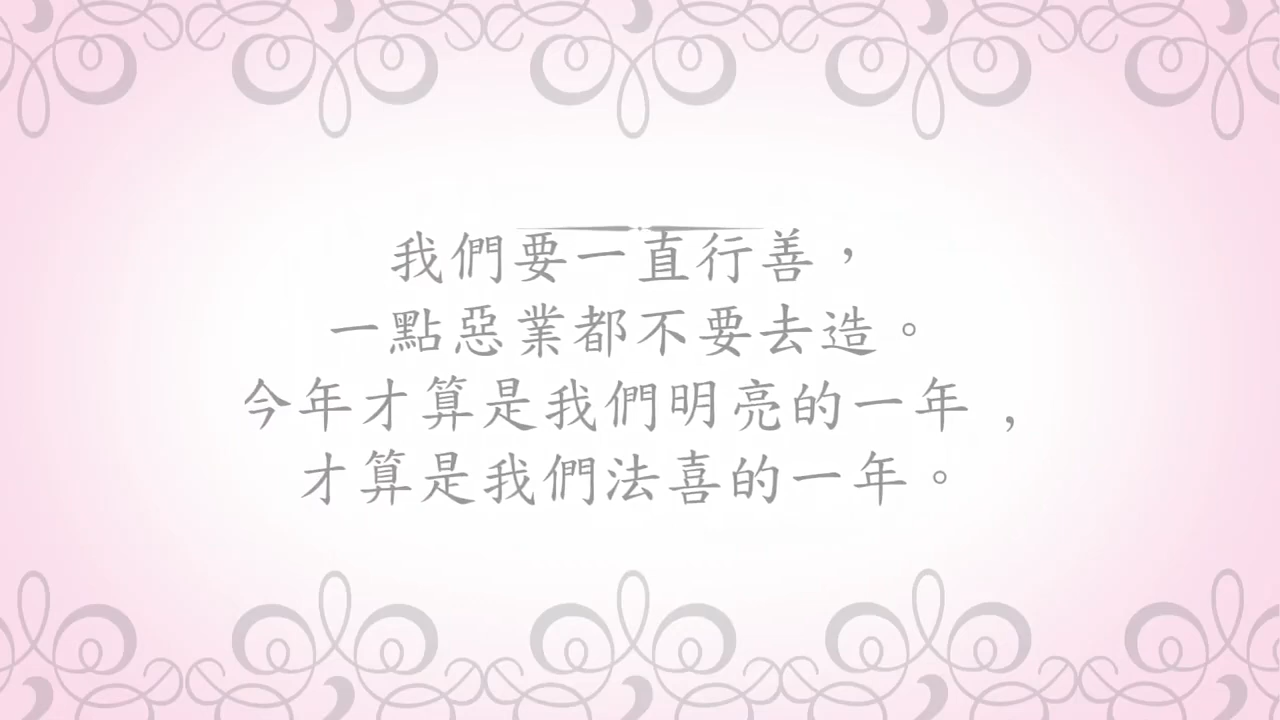 我們要一直行善，
一點惡業都不要去造。
今年才算是我們明亮的一年 ,
才算是我們法喜的一年。